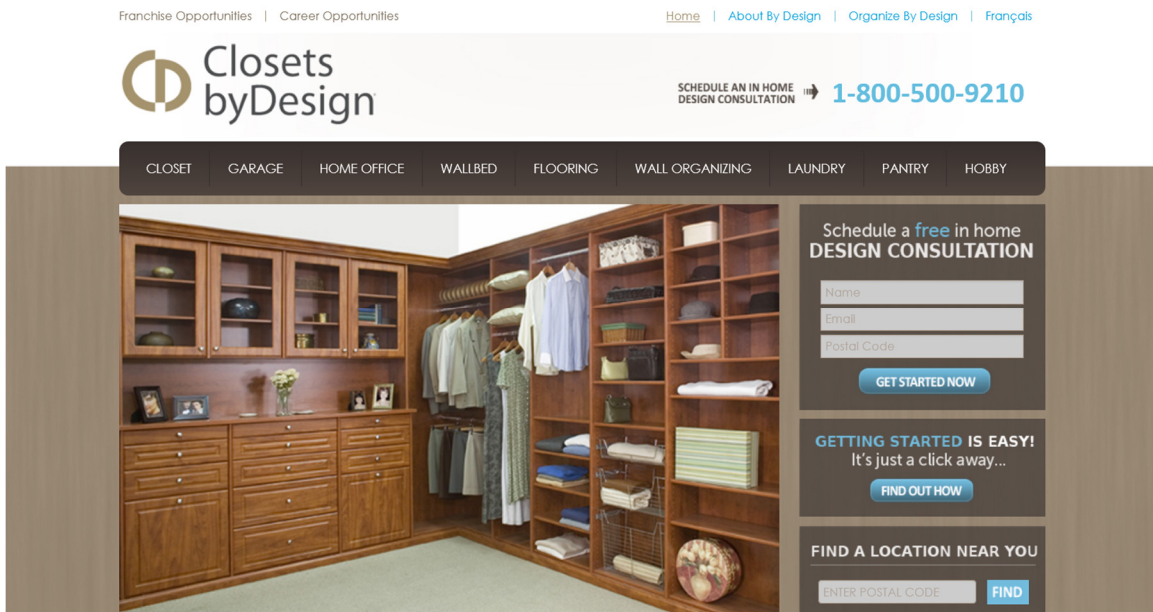 Franchise Opportunities | Career Opportunities
Home | About By Design | Organize By Design | Français
Closets
byDesign
SCHEDULE AN IN HOME
DESIGN CONSULTATION
1-800-500-9210
CLOSET
GARAGE
HOME OFFICE
WALLBED
FLOORING
WALL ORGANIZING
LAUNDRY
PANTRY
HOBBY
Schedule a free in home
DESIGN CONSULTATION
Name
Email
Postal Code
GET STARTED NOW
GETTING STARTED IS EASY!
It's just a click away...
FIND OUT HOW
FIND A LOCATION NEAR YOU
ENTER POSTAL CODE
FIND